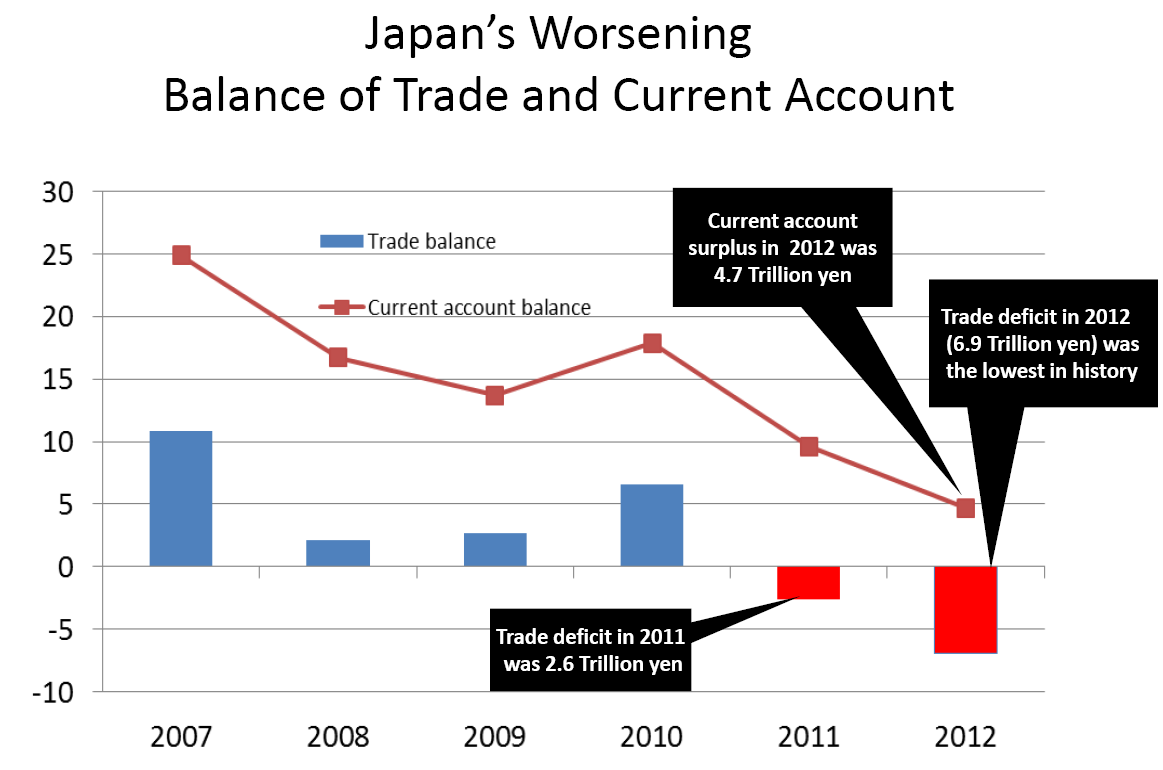 Japan’s Worsening
Balance of Trade and Current Account
30
25
20
15
10
5
0
-5
-10
Trade balance
Current account balance
Current account
surplus in 2012 was
4.7 Trillion yen
Trade deficit in 2012
(6.9 Trillion yen) was
the lowest in history
Trade deficit in 2011
was 2.6 Trillion yen
2007 2008 2009 2010 2011 2012